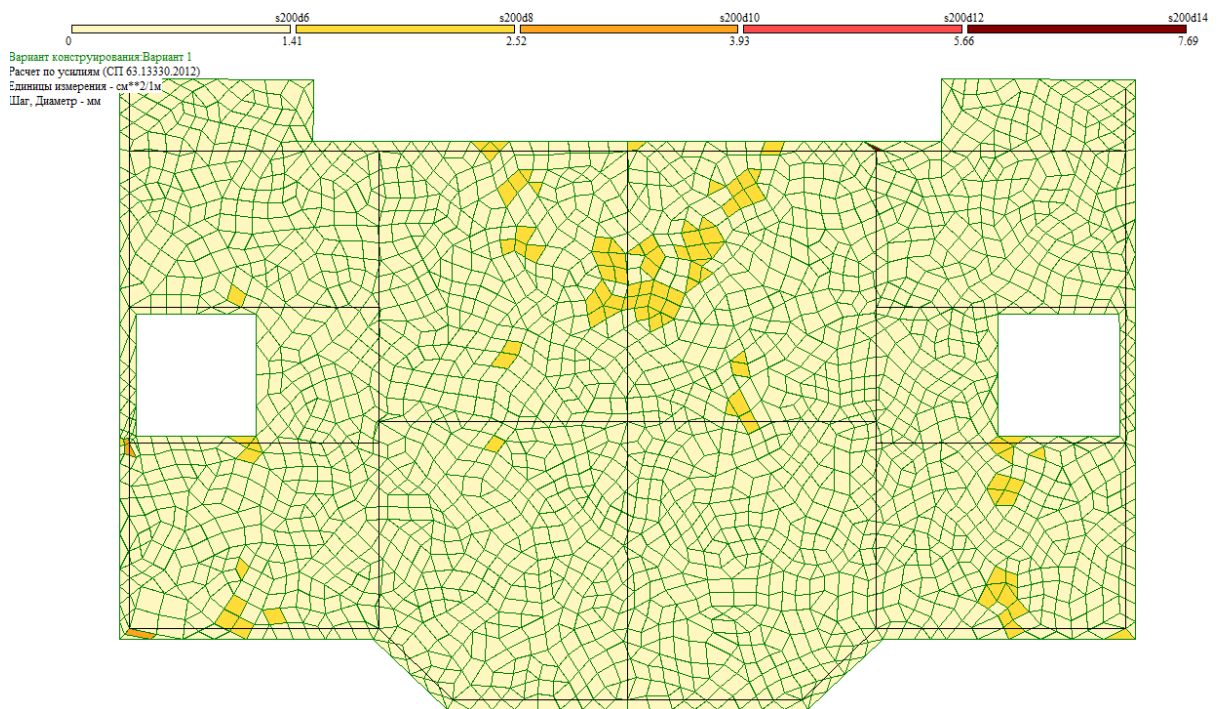 s200d6 s200d8 s200d10 s200d12 s200d14
0 1.41 2.52 3.93 5.66 7.69
Вариант конструирования:Вариант 1
Расчет по усилиям (СП 63.13330.2012)
Единицы измерения - см**2/1м
Шаг, Диаметр - мм